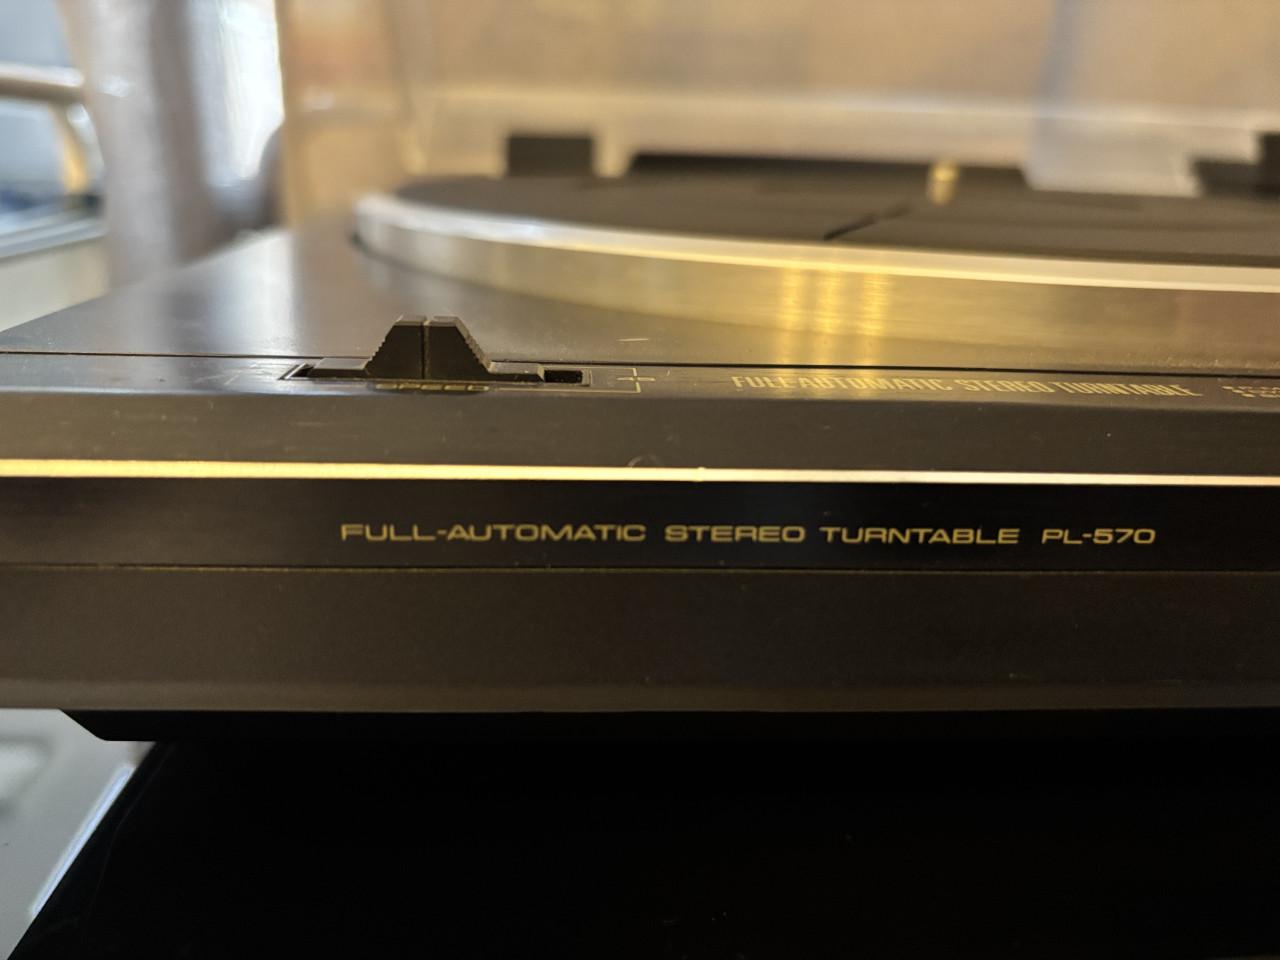 SPEED
FULL-AUTOMATIC STEREO TURNTABLE
FULL-AUTOMATIC STEREO TURNTABLE PL-570